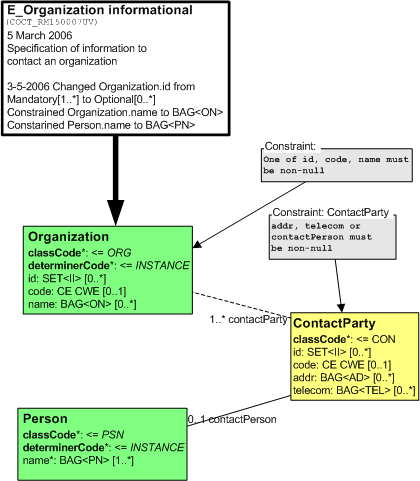 E_Organization informational
(COCT_RM150007UV)
5 March 2006
Specification of information to
contact an organization
3-5-2006 Changed Organization.id from
Mandatory[1..*] to Optional[0..*]
Constrained Organization.name to BAG<ON>
Constarined Person.name to BAG<PN>
Constraint:
One of id, code, name must
be non-null
Constraint: ContactParty
addr, telecom or
contactPerson must
be non-null
Organization
classCode*: <= ORG
determinerCode*: <= INSTANCE
id: SET<II> [0..*]
code: CE CWE [0..1]
name: BAG<ON> [0..*]
1..* contactParty
ContactParty
classCode*: <= CON
id: SET<II> [0..*]
code: CE CWE [0..1]
addr: BAG<AD> [0..*]
telecom: BAG<TEL> [0..*]
0..1 contactPerson
Person
classCode*: <= PSN
determinerCode*: <= INSTANCE
name*: BAG<PN> [1..*]